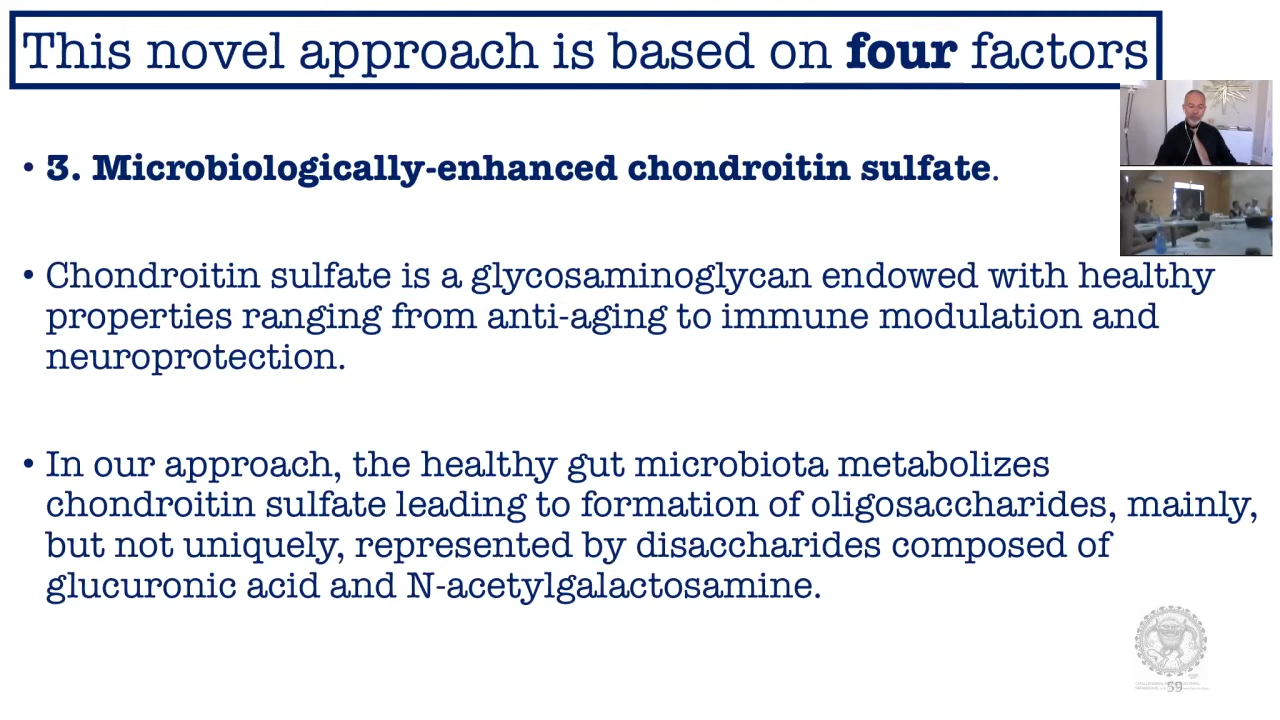 This novel approach is based on four factors
• 3. Microbiologically-enhanced chondroitin sulfate.
• Chondroitin sulfate is a glycosaminoglycan endowed with healthy
properties ranging from anti-aging to immune modulation and
neuroprotection.
• In our approach, the healthy gut microbiota metabolizes
chondroitin sulfate leading to formation of oligosaccharides, mainly,
but not uniquely, represented by disaccharides composed of
glucuronic acid and N-acetylgalactosamine.
59